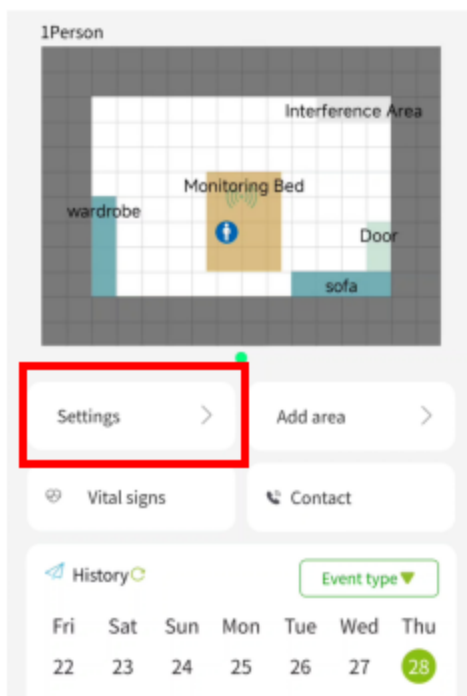 1Person
Interference Area
Monitoring Bed
wardrobe
Door
sofa
Settings
Add area
Vital signs
Contact
History
Event type
Fri Sat Sun Mon Tue Wed Thu
22 23 24 25 26 27 28